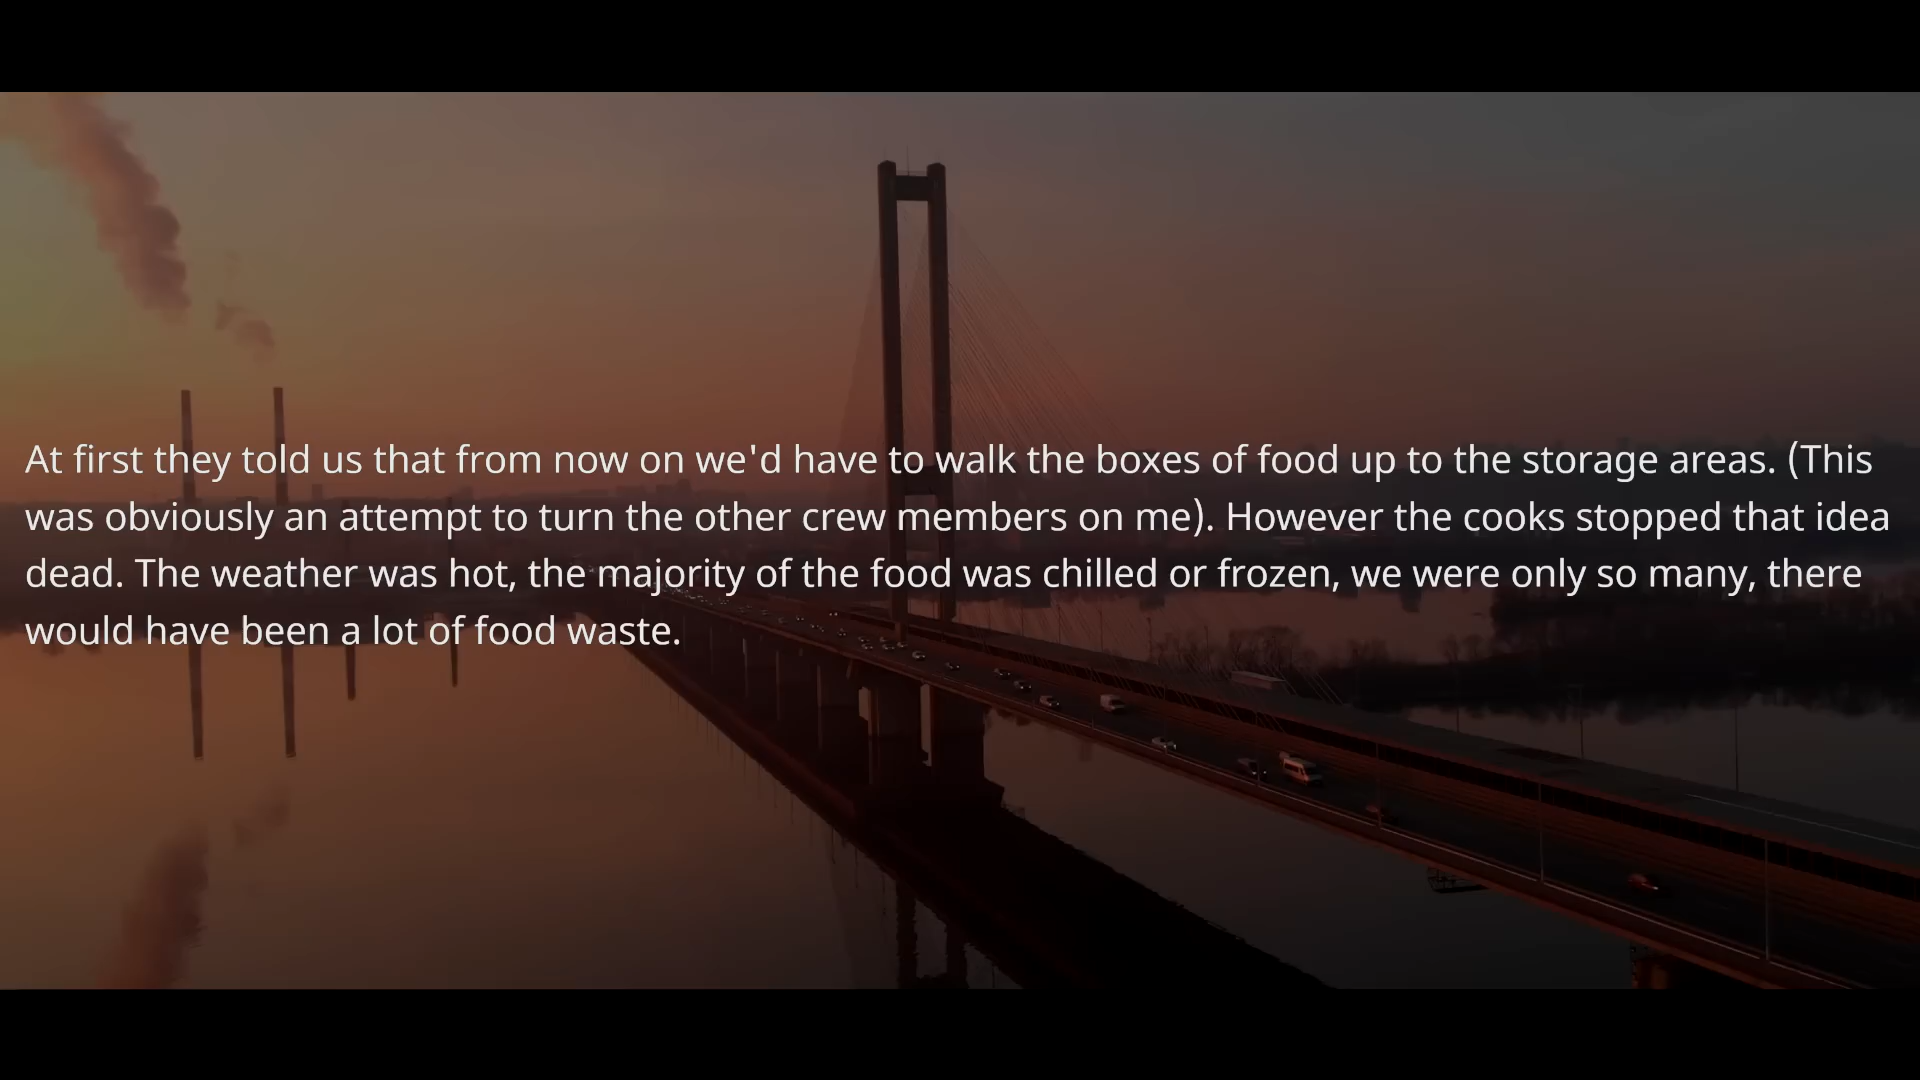 At first they told us that from now on we'd have to walk the boxes of food up to the storage areas. (This
was obviously an attempt to turn the other crew members on me). However the cooks stopped that idea
dead. The weather was hot, the majority of the food was chilled or frozen, we were only so many, there
would have been a lot of food waste.